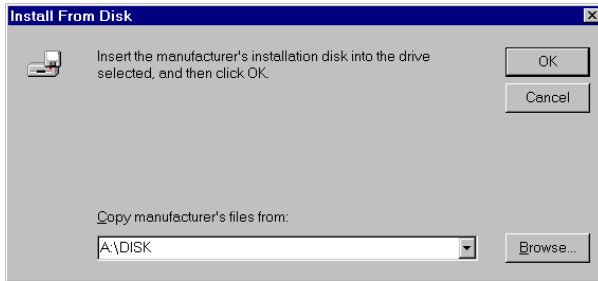 Install From Disk
Insert the manufacturer's installation disk into the drive
selected, and then click OK.
OK
Cancel
Copy manufacturer's files from:
A:\DISK
Browse...